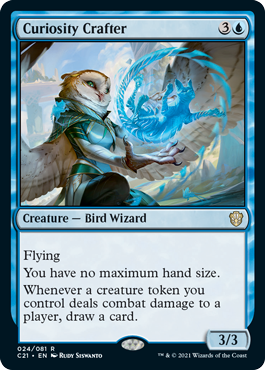 Curiosity Crafter 3
Creature — Bird Wizard
Flying
You have no maximum hand size.
Whenever a creature token you
control deals combat damage to a
player, draw a card.
3/3
024/081 R
C21 • EN Rudy Siswanto ™ & © 2021 Wizards of the Coast